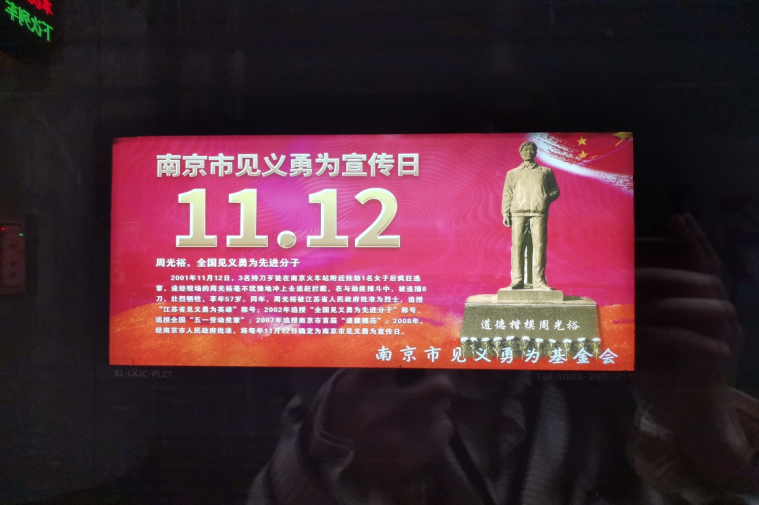 下次列车
南京市见义勇为宣传日
11.12
周光裕，全国见义勇为先进分子
2001年11月12日，3名持刀歹徒在南京火车站附近抢劫1名女子后疯狂逃
窜，途经现场的周光裕毫不犹豫地冲上去追赶拦截，在与劫匪搏斗中，被连捅8
刀，壮烈牺牲，享年57岁。同年，周光裕被江苏省人民政府批准为烈士，追授
“江苏省见义勇为英雄”称号；2002年追授“全国见义勇为先进分子”称号，
追授全国“五一劳动奖章”；2007年追授南京市首届“道德模范”。2008年，
经南京市人民政府批准，将每年11月12日确定为南京市见义勇为宣传日。
道德楷模周光裕
南京市见义勇为基金会
S1-LKJC-PL27